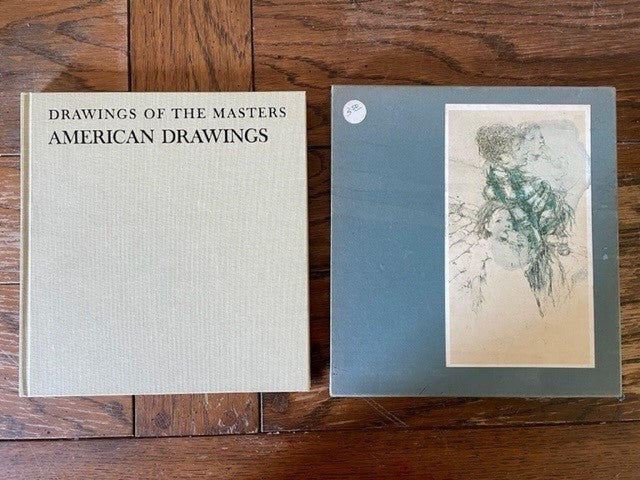 DRAWINGS OF THE MASTERS
AMERICAN DRAWINGS